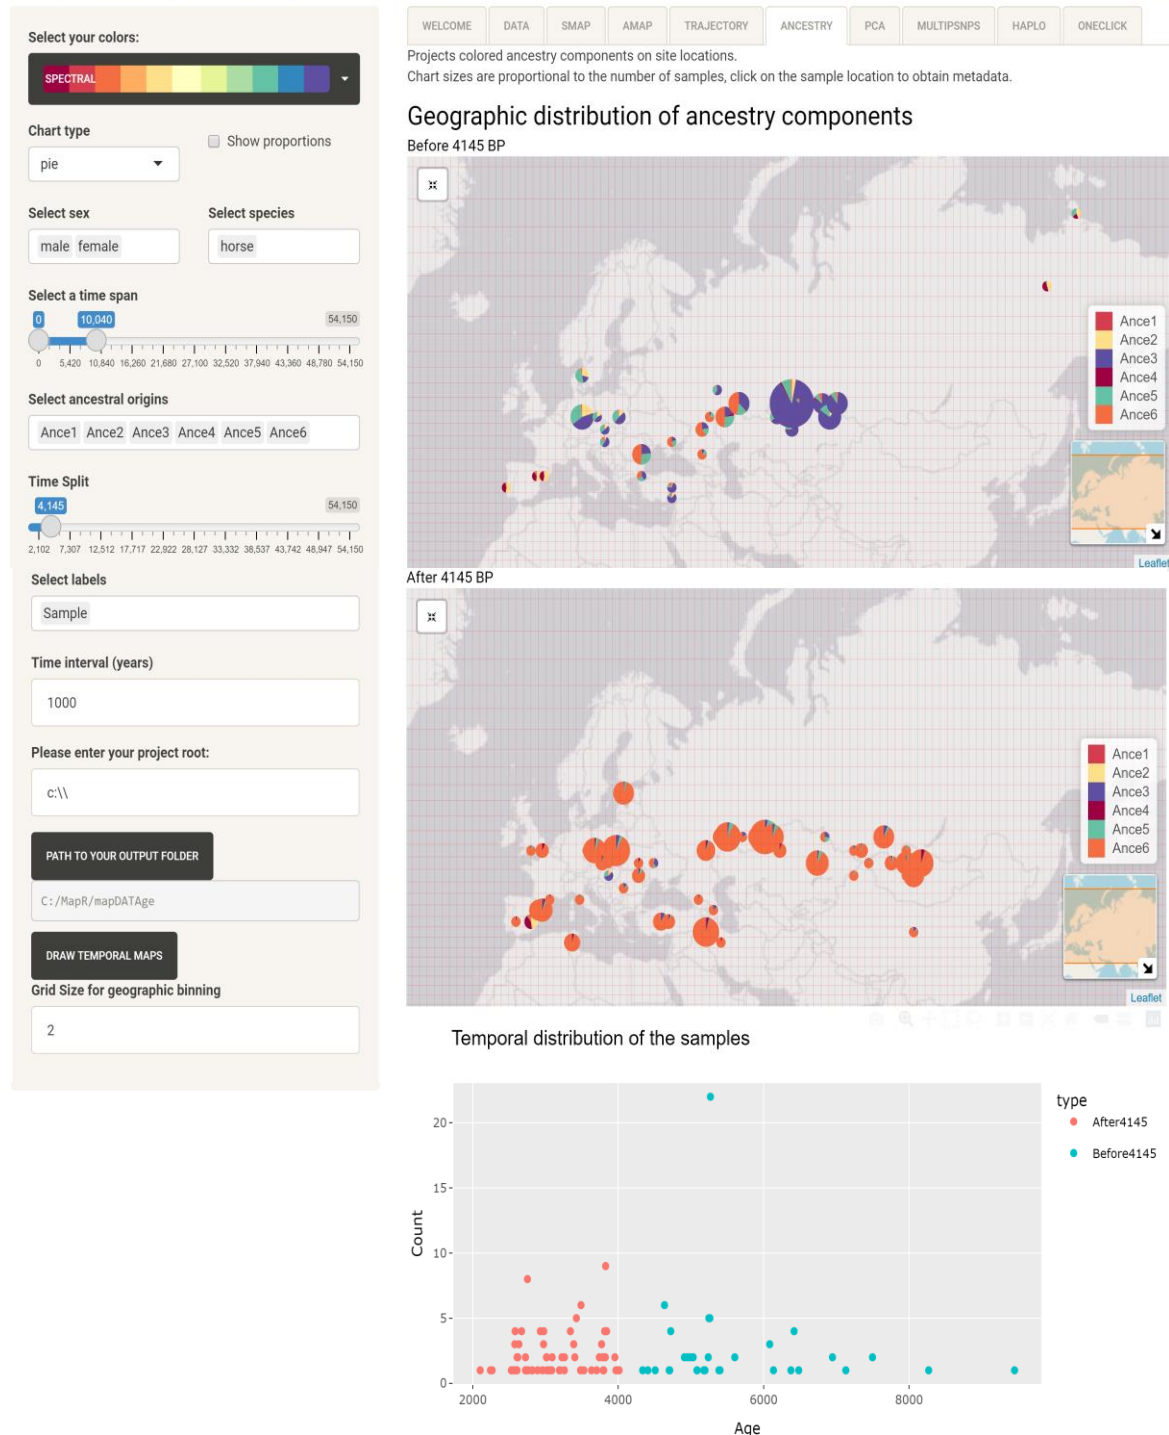 Select your colors:
SPECTRAL
Chart type
Show proportions
pie
Select sex
Select species
male female
horse
Select a time span
0
10,040
54,150
0 5,420 10,840 16,260 21,680 27,100 32,520 37,940 43,360 48,780 54,150
Select ancestral origins
Ance1 Ance2 Ance3 Ance4 Ance5 Ance6
Time Split
4,145
54,150
2,102 7,307 12,512 17,717 22,922 28,127 33,332 38,537 43,742 48,947 54,150
Select labels
Sample
Time interval (years)
1000
Please enter your project root:
c:\\
PATH TO YOUR OUTPUT FOLDER
C:/MapR/mapDATAge
DRAW TEMPORAL MAPS
Grid Size for geographic binning
2
WELCOME DATA SMAP AMAP TRAJECTORY ANCESTRY PCA MULTIPSNPS HAPLO ONECLICK
Projects colored ancestry components on site locations.
Chart sizes are proportional to the number of samples, click on the sample location to obtain metadata.
Geographic distribution of ancestry components
Before 4145 BP
Ance1
Ance2
Ance3
Ance4
Ance5
Ance6
Leaflet
After 4145 BP
Ance1
Ance2
Ance3
Ance4
Ance5
Ance6
Leaflet
Temporal distribution of the samples
type
After4145
Before4145
Count
20
15
10
5
0
2000 4000 6000 8000
Age